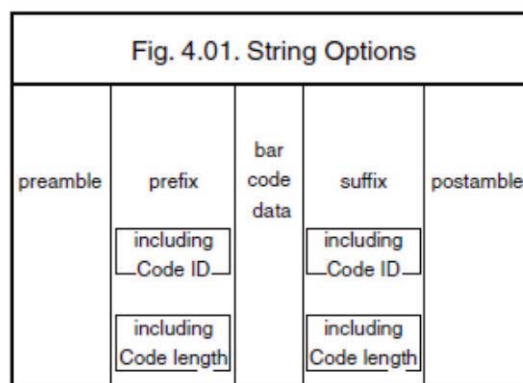 Fig. 4.01. String Options
preamble
prefix
bar
code
data
suffix
postamble
including
Code ID
including
Code ID
including
Code length
including
Code length